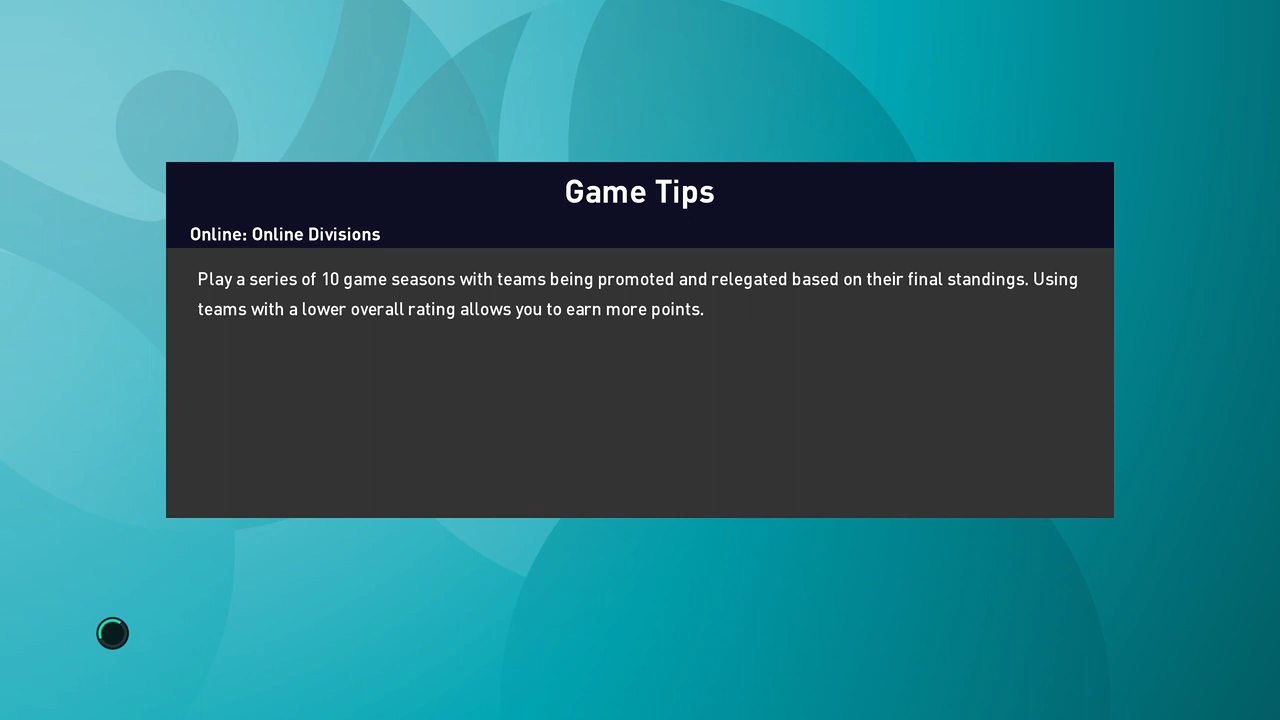 Game Tips
Online: Online Divisions
Play a series of 10 game seasons with teams being promoted and relegated based on their final standings. Using
teams with a lower overall rating allows you to earn more points.